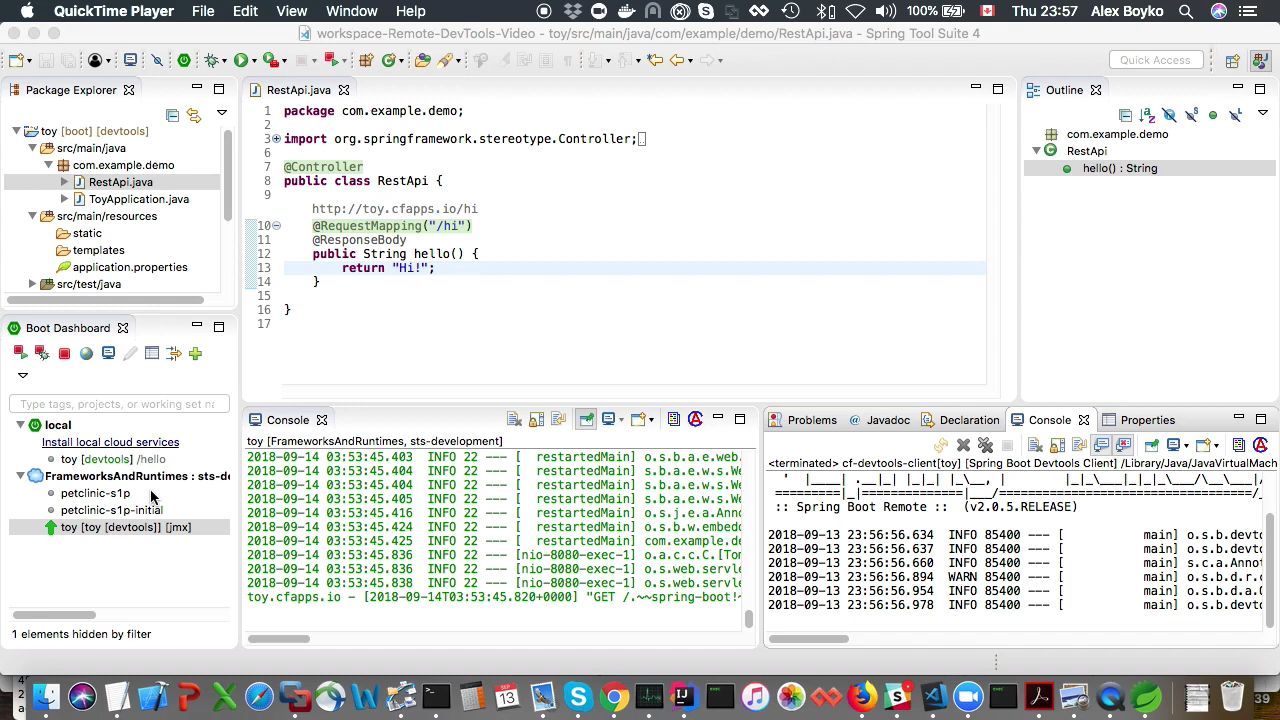 QuickTime Player File Edit View Window Help 100% Thu 23:57 Alex Boyko
workspace-Remote-DevTools-Video - toy/src/main/java/com/example/demo/RestApi.java - Spring Tool Suite 4
Quick Access
Package Explorer
toy [boot] [devtools]
src/main/java
com.example.demo
RestApi.java
ToyApplication.java
src/main/resources
static
templates
application.properties
src/test/java
RestApi.java
1 package com.example.demo;
2
3 import org.springframework.stereotype.Controller;
6
7 @Controller
8 public class RestApi {
9
http://toy.cfapps.io/hi
10 @RequestMapping("/hi")
11 @ResponseBody
12 public String hello() {
13 return "Hi!";
14 }
15
16 }
17
Outline
com.example.demo
RestApi
hello() : String
Boot Dashboard
Type tags, projects, or working set na
local
Install local cloud services
toy [devtools] /hello
FrameworksAndRuntimes : sts-de
petclinic-s1p
petclinic-s1p-initial
toy [toy [devtools]] [jmx]
1 elements hidden by filter
Console
toy [FrameworksAndRuntimes, sts-development]
2018-09-14 03:53:45.403 INFO 22 --- [ restartedMain] o.s.b.a.e.web.
2018-09-14 03:53:45.404 INFO 22 --- [ restartedMain] o.s.b.a.e.w.s.We
2018-09-14 03:53:45.404 INFO 22 --- [ restartedMain] o.s.b.a.e.w.s.We
2018-09-14 03:53:45.405 INFO 22 --- [ restartedMain] o.s.b.a.e.w.s.We
2018-09-14 03:53:45.416 INFO 22 --- [ restartedMain] o.s.j.e.a.Anno
2018-09-14 03:53:45.424 INFO 22 --- [ restartedMain] o.s.b.w.embedd
2018-09-14 03:53:45.425 INFO 22 --- [ restartedMain] com.example.de
2018-09-14 03:53:45.836 INFO 22 --- [nio-8080-exec-1] o.a.c.c.C.[Tom
2018-09-14 03:53:45.836 INFO 22 --- [nio-8080-exec-1] o.s.web.servle
2018-09-14 03:53:45.838 INFO 22 --- [nio-8080-exec-1] o.s.web.servle
toy.cfapps.io - [2018-09-14T03:53:45.820+0000] "GET /.~~spring-boot!~
Problems Javadoc Declaration Console Properties
<terminated> cf-devtools-client[toy] [Spring Boot Devtools Client] /Library/Java/JavaVirtualMach
' |____| .__|_| |_|_| |_\__, | |_|___|_|_|_\___/\__\___|
=========|_|==============|___/===================================/
:: Spring Boot Remote :: (v2.0.5.RELEASE)
2018-09-13 23:56:56.634 INFO 85400 --- [ main] o.s.b.devto
2018-09-13 23:56:56.637 INFO 85400 --- [ main] o.s.b.devto
2018-09-13 23:56:56.660 INFO 85400 --- [ main] s.c.a.Annot
2018-09-13 23:56:56.894 WARN 85400 --- [ main] o.s.b.d.r.c
2018-09-13 23:56:56.954 INFO 85400 --- [ main] o.s.b.d.a.O
2018-09-13 23:56:56.978 INFO 85400 --- [ main] o.s.b.devto
SEP
13
39